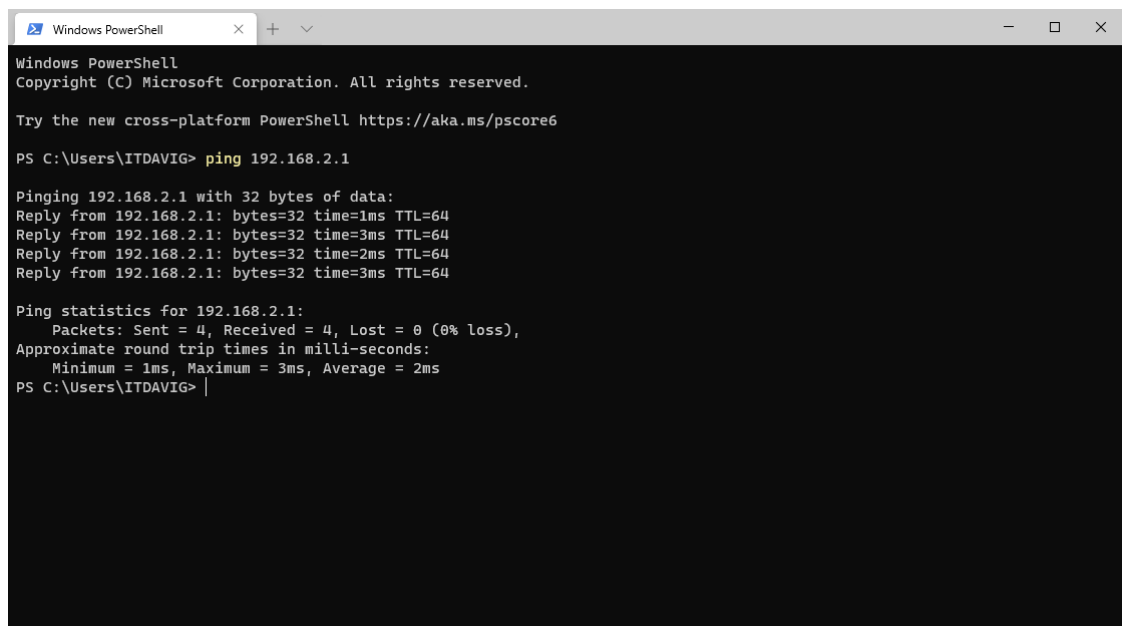 Windows PowerShell
Windows PowerShell
Copyright (C) Microsoft Corporation. All rights reserved.
Try the new cross-platform PowerShell https://aka.ms/pscore6
PS C:\Users\ITDAVIG> ping 192.168.2.1
Pinging 192.168.2.1 with 32 bytes of data:
Reply from 192.168.2.1: bytes=32 time=1ms TTL=64
Reply from 192.168.2.1: bytes=32 time=3ms TTL=64
Reply from 192.168.2.1: bytes=32 time=2ms TTL=64
Reply from 192.168.2.1: bytes=32 time=3ms TTL=64
Ping statistics for 192.168.2.1:
    Packets: Sent = 4, Received = 4, Lost = 0 (0% loss),
Approximate round trip times in milli-seconds:
    Minimum = 1ms, Maximum = 3ms, Average = 2ms
PS C:\Users\ITDAVIG>